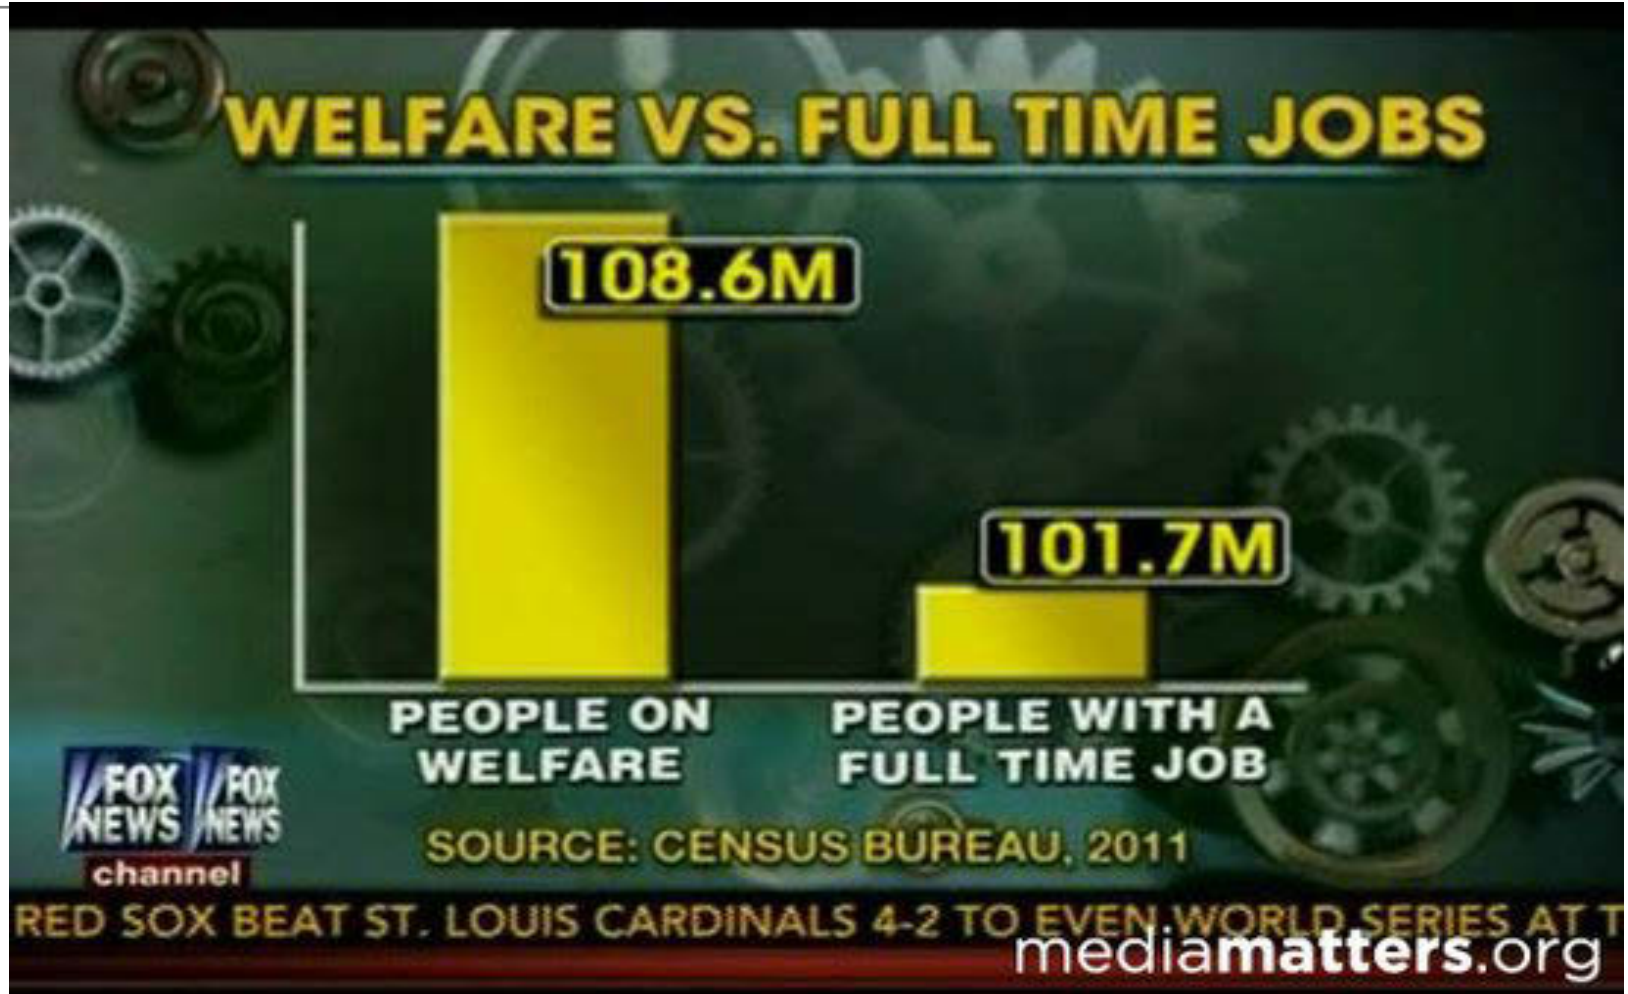 WELFARE VS. FULL TIME JOBS
108.6M
101.7M
PEOPLE ON
WELFARE
PEOPLE WITH A
FULL TIME JOB
FOX
NEWS
FOX
NEWS
channel
SOURCE: CENSUS BUREAU, 2011
RED SOX BEAT ST. LOUIS CARDINALS 4-2 TO EVEN WORLD SERIES AT T
mediamatters.org